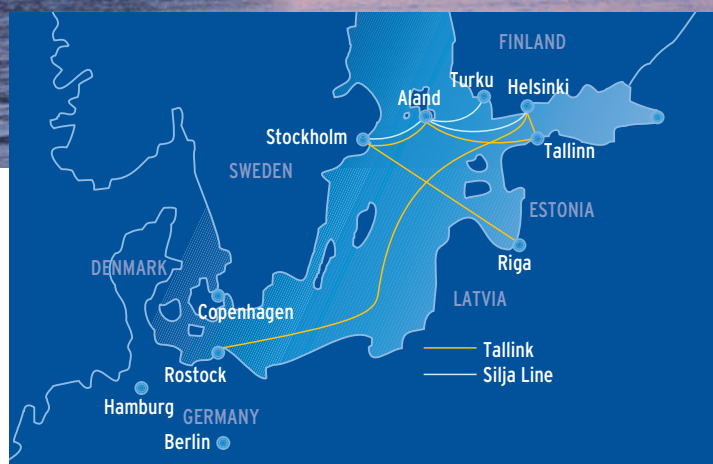 FINLAND
Turku
Helsinki
Aland
Stockholm
Tallinn
SWEDEN
ESTONIA
Riga
DENMARK
LATVIA
Copenhagen
Tallink
Rostock
Silja Line
Hamburg
GERMANY
Berlin